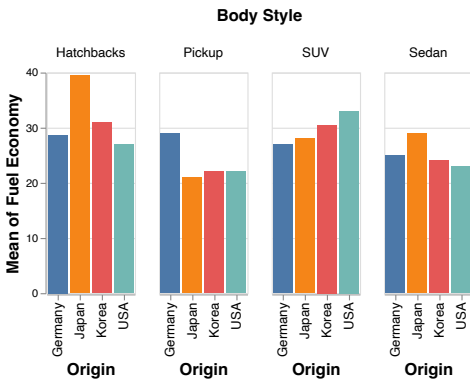 Body Style
Hatchbacks Pickup SUV Sedan
Mean of Fuel Economy
40
30
20
10
0
Germany Japan Korea USA Germany Japan Korea USA Germany Japan Korea USA Germany Japan Korea USA
Origin Origin Origin Origin